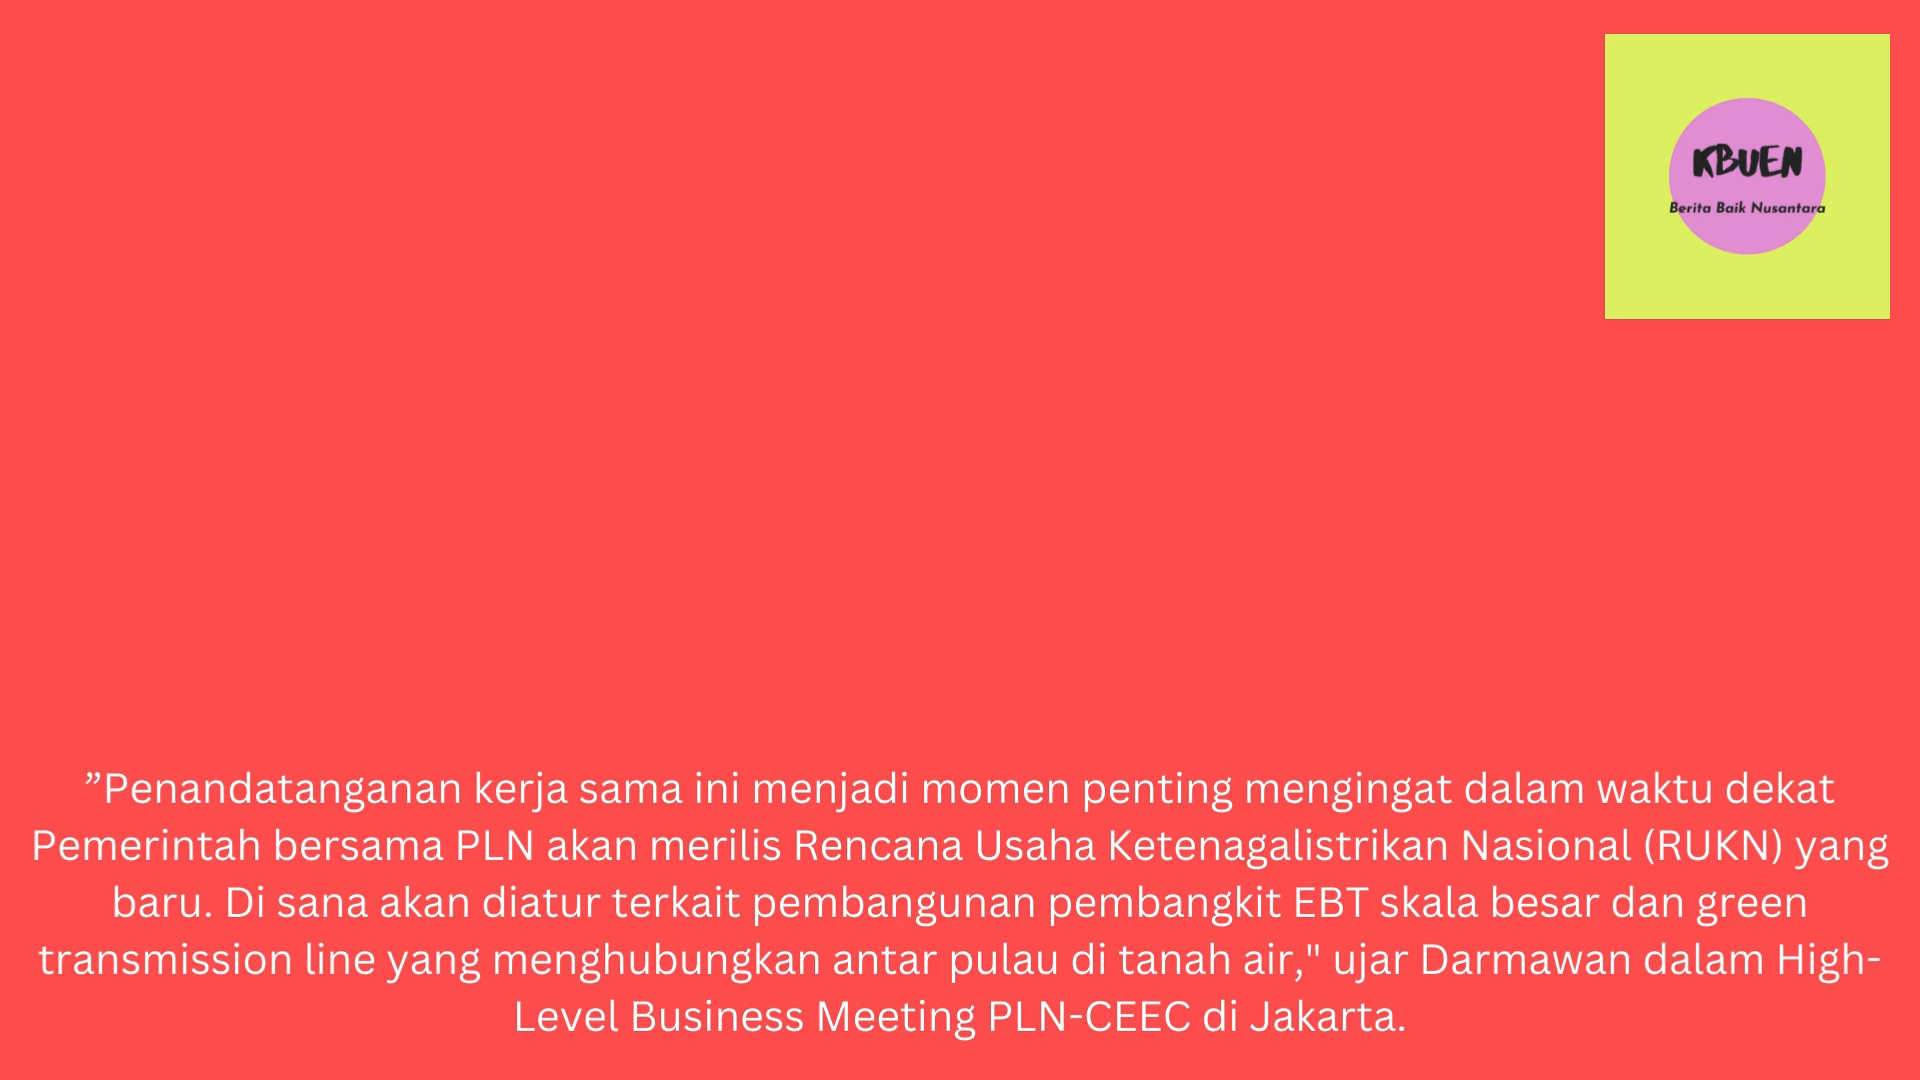 KBUEN
Berita Baik Nusantara
”Penandatanganan kerja sama ini menjadi momen penting mengingat dalam waktu dekat
Pemerintah bersama PLN akan merilis Rencana Usaha Ketenagalistrikan Nasional (RUKN) yang
baru. Di sana akan diatur terkait pembangunan pembangkit EBT skala besar dan green
transmission line yang menghubungkan antar pulau di tanah air," ujar Darmawan dalam High-
Level Business Meeting PLN-CEEC di Jakarta.